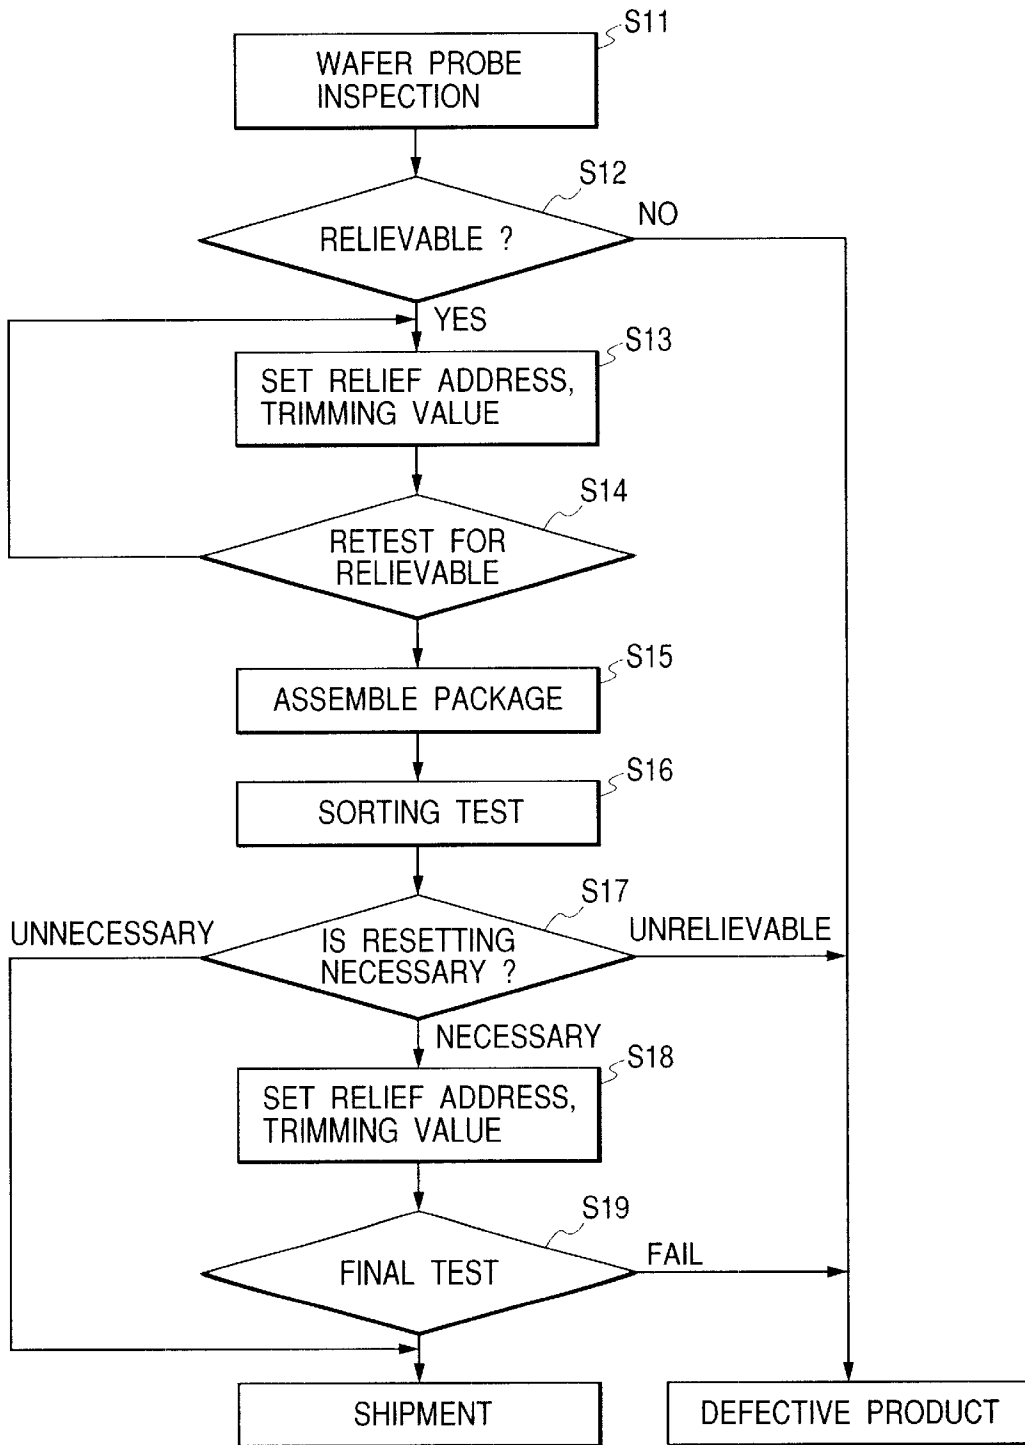 S11
WAFER PROBE
INSPECTION
S12
RELIEVABLE ?
NO
YES
S13
SET RELIEF ADDRESS,
TRIMMING VALUE
S14
RETEST FOR
RELIEVABLE
S15
ASSEMBLE PACKAGE
S16
SORTING TEST
S17
UNNECESSARY
IS RESETTING
NECESSARY ?
UNRELIEVABLE
NECESSARY
S18
SET RELIEF ADDRESS,
TRIMMING VALUE
S19
FINAL TEST
FAIL
SHIPMENT
DEFECTIVE PRODUCT